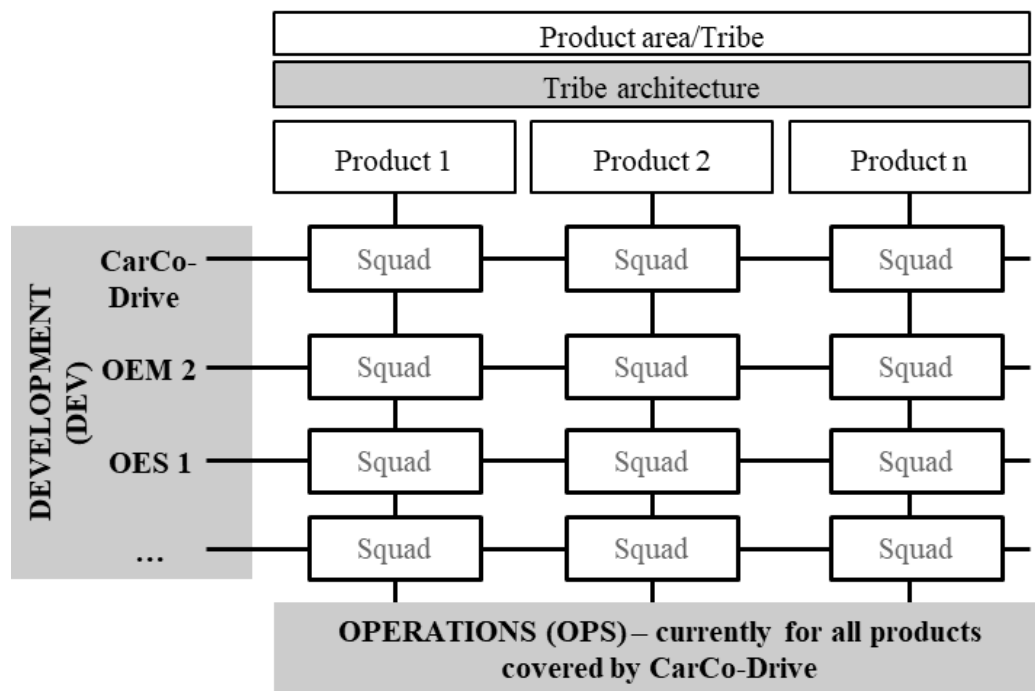 Product area/Tribe
Tribe architecture
Product 1
Product 2
Product n
DEVELOPMENT
(DEV)
CarCo-
Drive
Squad
Squad
Squad
OEM 2
Squad
Squad
Squad
OES 1
Squad
Squad
Squad
...
Squad
Squad
Squad
OPERATIONS (OPS) – currently for all products
covered by CarCo-Drive